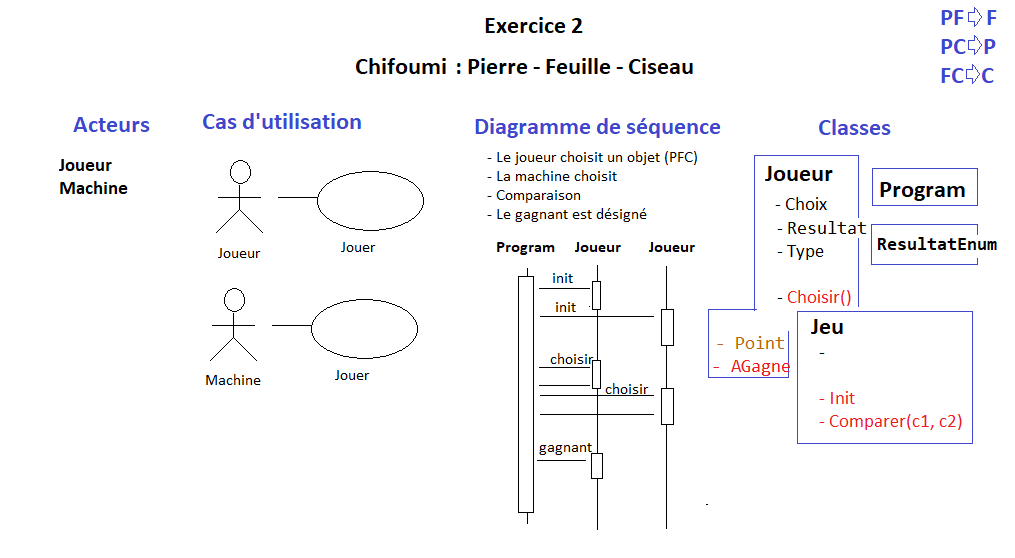 Exercice 2
Chifoumi : Pierre - Feuille - Ciseau
PF⇨F
PC⇨P
FC⇨C
Acteurs
Joueur
Machine
Cas d'utilisation
Joueur
Jouer
Machine
Jouer
Diagramme de séquence
- Le joueur choisit un objet (PFC)
- La machine choisit
- Comparaison
- Le gagnant est désigné
Program Joueur Joueur
init
init
choisir
choisir
gagnant
Classes
Joueur
- Choix
- Resultat
- Type
- Choisir()
- Point
- AGagne
Program
ResultatEnum
Jeu
-
- Init
- Comparer(c1, c2)